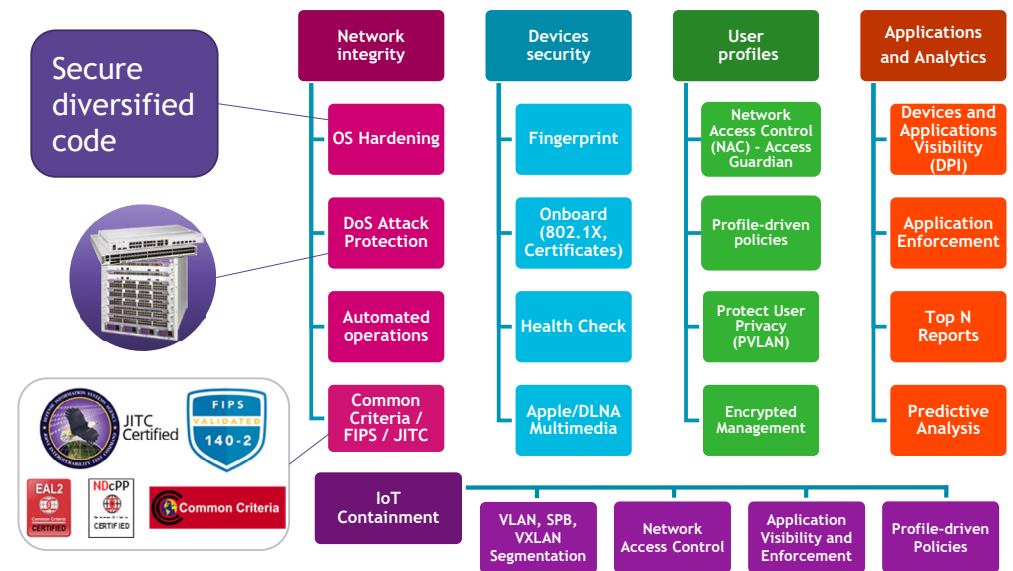 Secure
diversified
code
Network
integrity
OS Hardening
DoS Attack
Protection
Automated
operations
Common
Criteria /
FIPS / JITC
Devices
security
Fingerprint
Onboard
(802.1X,
Certificates)
Health Check
Apple/DLNA
Multimedia
User
profiles
Network
Access Control
(NAC) - Access
Guardian
Profile-driven
policies
Protect User
Privacy
(PVLAN)
Encrypted
Management
Applications
and Analytics
Devices and
Applications
Visibility
(DPI)
Application
Enforcement
Top N
Reports
Predictive
Analysis
JITC
Certified
FIPS
VALIDATED
140-2
EAL2
Common Criteria
CERTIFIED
NDcPP
CERTIFIED
Common Criteria
IoT
Containment
VLAN, SPB,
VXLAN
Segmentation
Network
Access Control
Application
Visibility and
Enforcement
Profile-driven
Policies